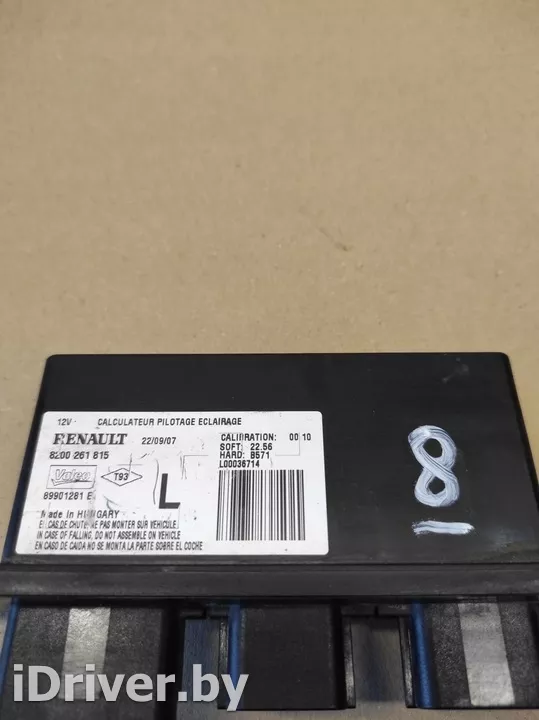 12V CALCULATEUR PILOTAGE ECLAIRAGE
RENAULT 22/09/07 CALIBRATION: 00 10
8200 261 815 SOFT: 22.56
HARD: B571
Valeo T93 L L00036714
89901281 E
Made in HUNGARY
EN CAS DE CHUTE NE PAS MONTER SUR VEHICULE
IN CASE OF FALLING, DO NOT ASSEMBLE ON VEHICLE
EN CASO DE CAIDA NO SE MONTA LA PARTE SOBRE EL COCHE
8
iDriver.by